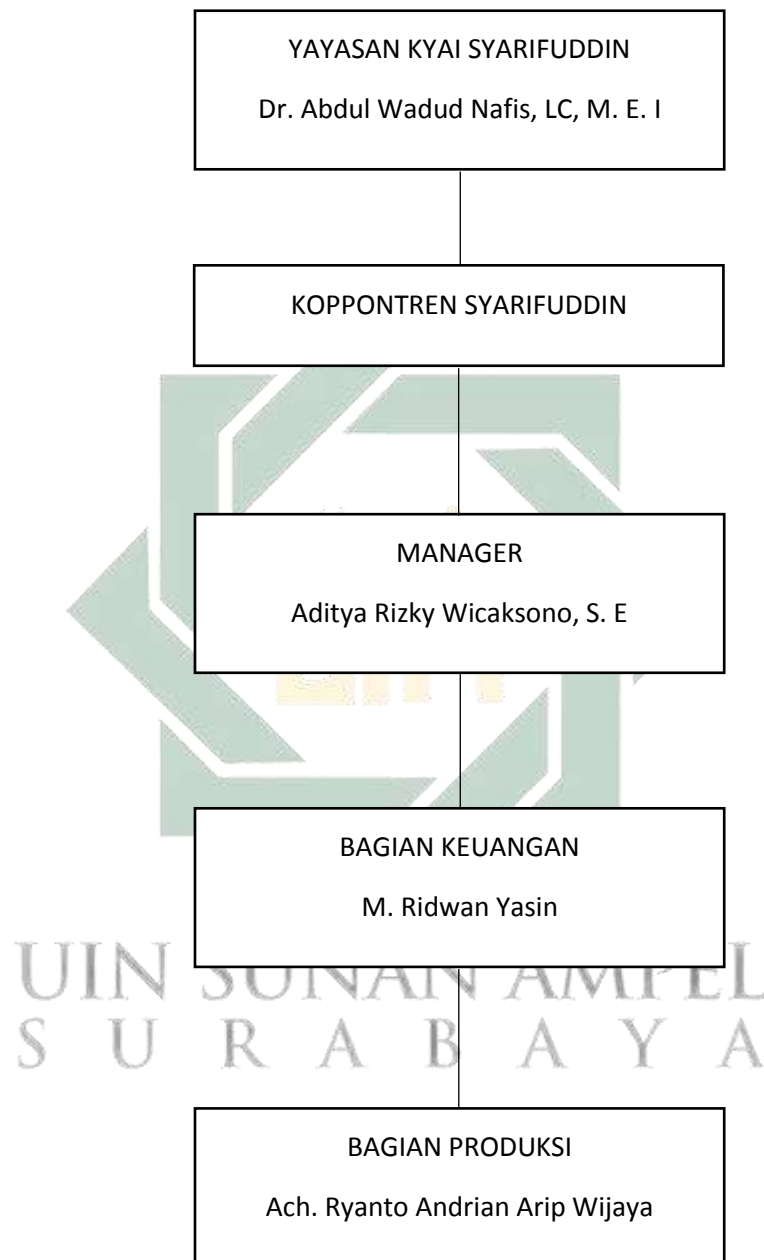 YAYASAN KYAI SYARIFUDDIN
Dr. Abdul Wadud Nafis, LC, M. E. I
KOPPONTREN SYARIFUDDIN
MANAGER
Aditya Rizky Wicaksono, S. E
BAGIAN KEUANGAN
M. Ridwan Yasin
UIN SUNAN AMPEL
S U R A B A Y A
BAGIAN PRODUKSI
Ach. Ryanto Andrian Arip Wijaya